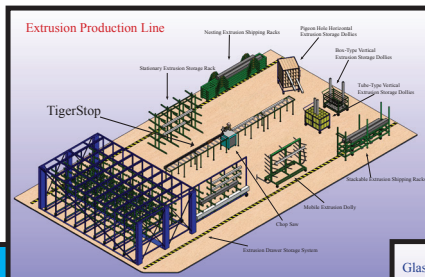 Extrusion Production Line
Nesting Extrusion Shipping Racks
Pigeon Hole Horizontal
Extrusion Storage Dollies
Box-Type Vertical
Extrusion Storage Dollies
Stationary Extrusion Storage Rack
Tube-Type Vertical
Extrusion Storage Dollies
TigerStop
Stackable Extrusion Shipping Racks
Mobile Extrusion Dolly
Chop Saw
Extrusion Drawer Storage System
Glas